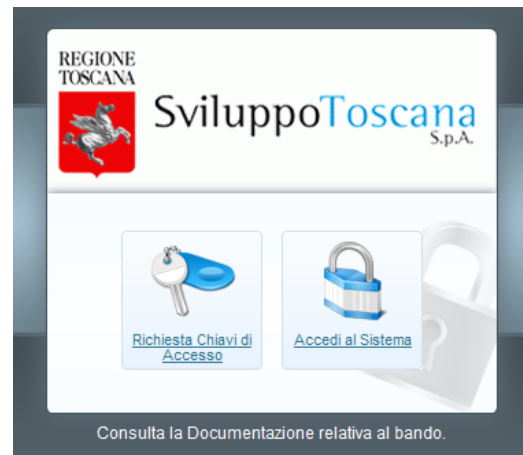 REGIONE
TOSCANA
SviluppoToscana
S.p.A.
Richiesta Chiavi di
Accesso
Accedi al Sistema
Consulta la Documentazione relativa al bando.